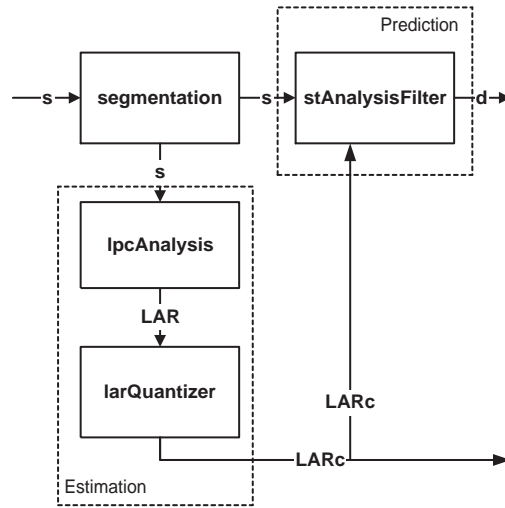 Prediction
s
segmentation
s
stAnalysisFilter
d
s
lpcAnalysis
LAR
larQuantizer
LARc
LARc
Estimation